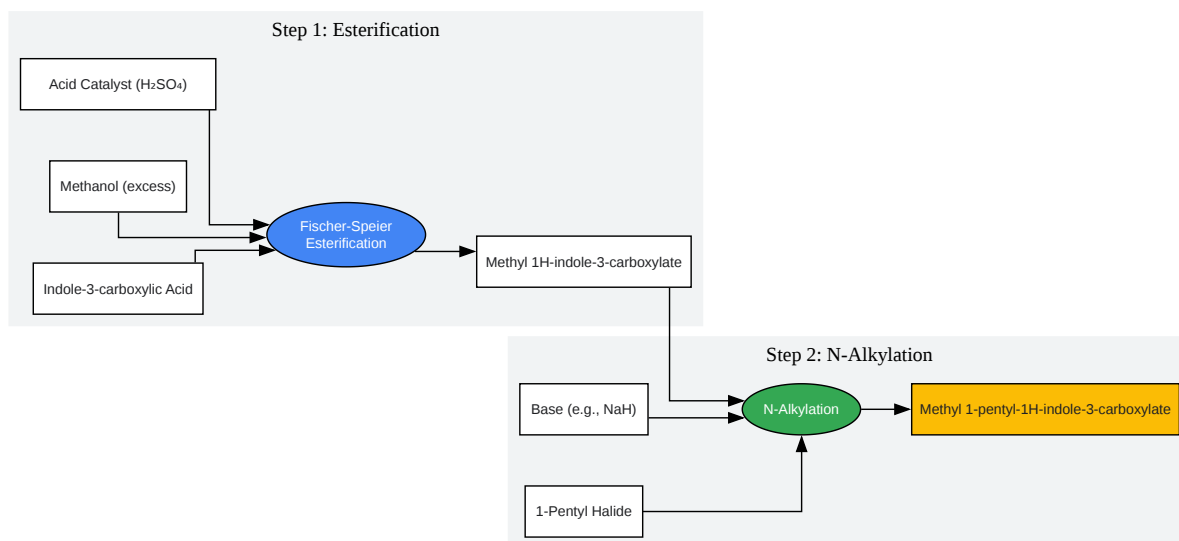 Step 1: Esterification
Acid Catalyst (H₂SO₄)
Methanol (excess)
Fischer-Speier
Esterification
Indole-3-carboxylic Acid
Methyl 1H-indole-3-carboxylate
Step 2: N-Alkylation
Base (e.g., NaH)
N-Alkylation
Methyl 1-pentyl-1H-indole-3-carboxylate
1-Pentyl Halide